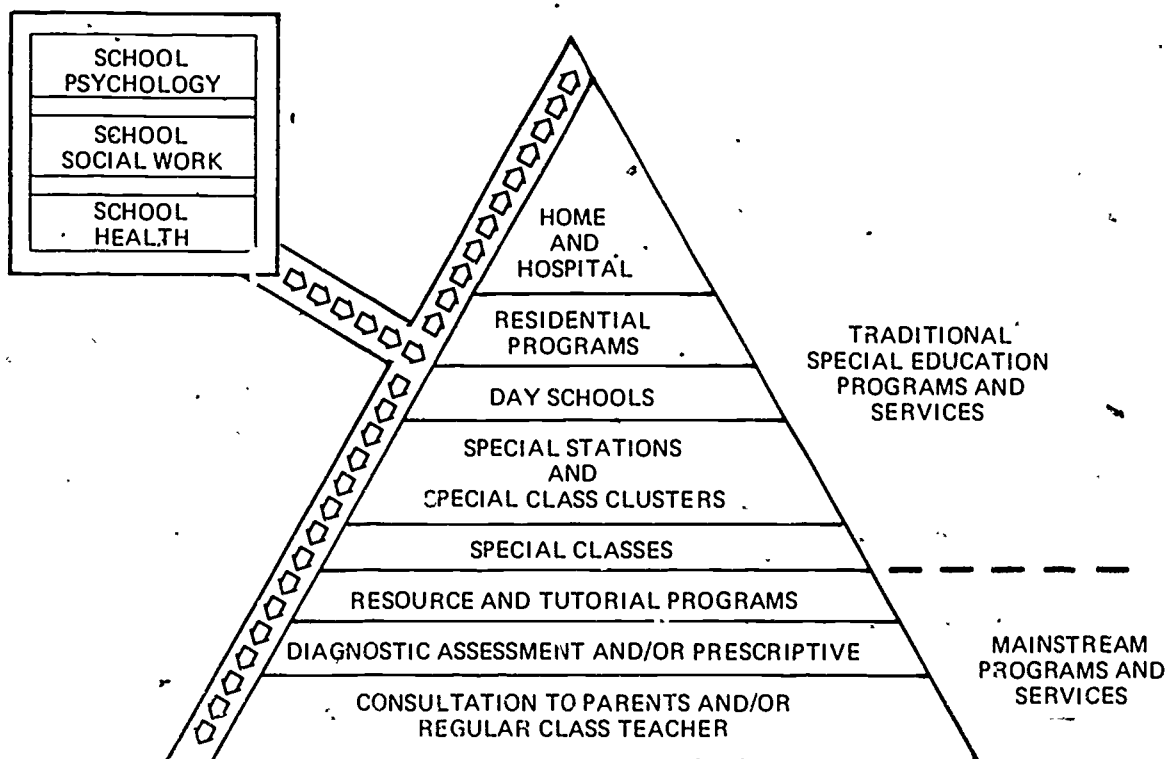 SCHOOL
PSYCHOLOGY
SCHOOL
SOCIAL WORK
SCHOOL
HEALTH
HOME
AND
HOSPITAL
RESIDENTIAL
PROGRAMS
DAY SCHOOLS
SPECIAL STATIONS
AND
SPECIAL CLASS CLUSTERS
SPECIAL CLASSES
RESOURCE AND TUTORIAL PROGRAMS
DIAGNOSTIC ASSESSMENT AND/OR PRESCRIPTIVE
CONSULTATION TO PARENTS AND/OR
REGULAR CLASS TEACHER
TRADITIONAL
SPECIAL EDUCATION
PROGRAMS AND
SERVICES
MAINSTREAM
PROGRAMS AND
SERVICES